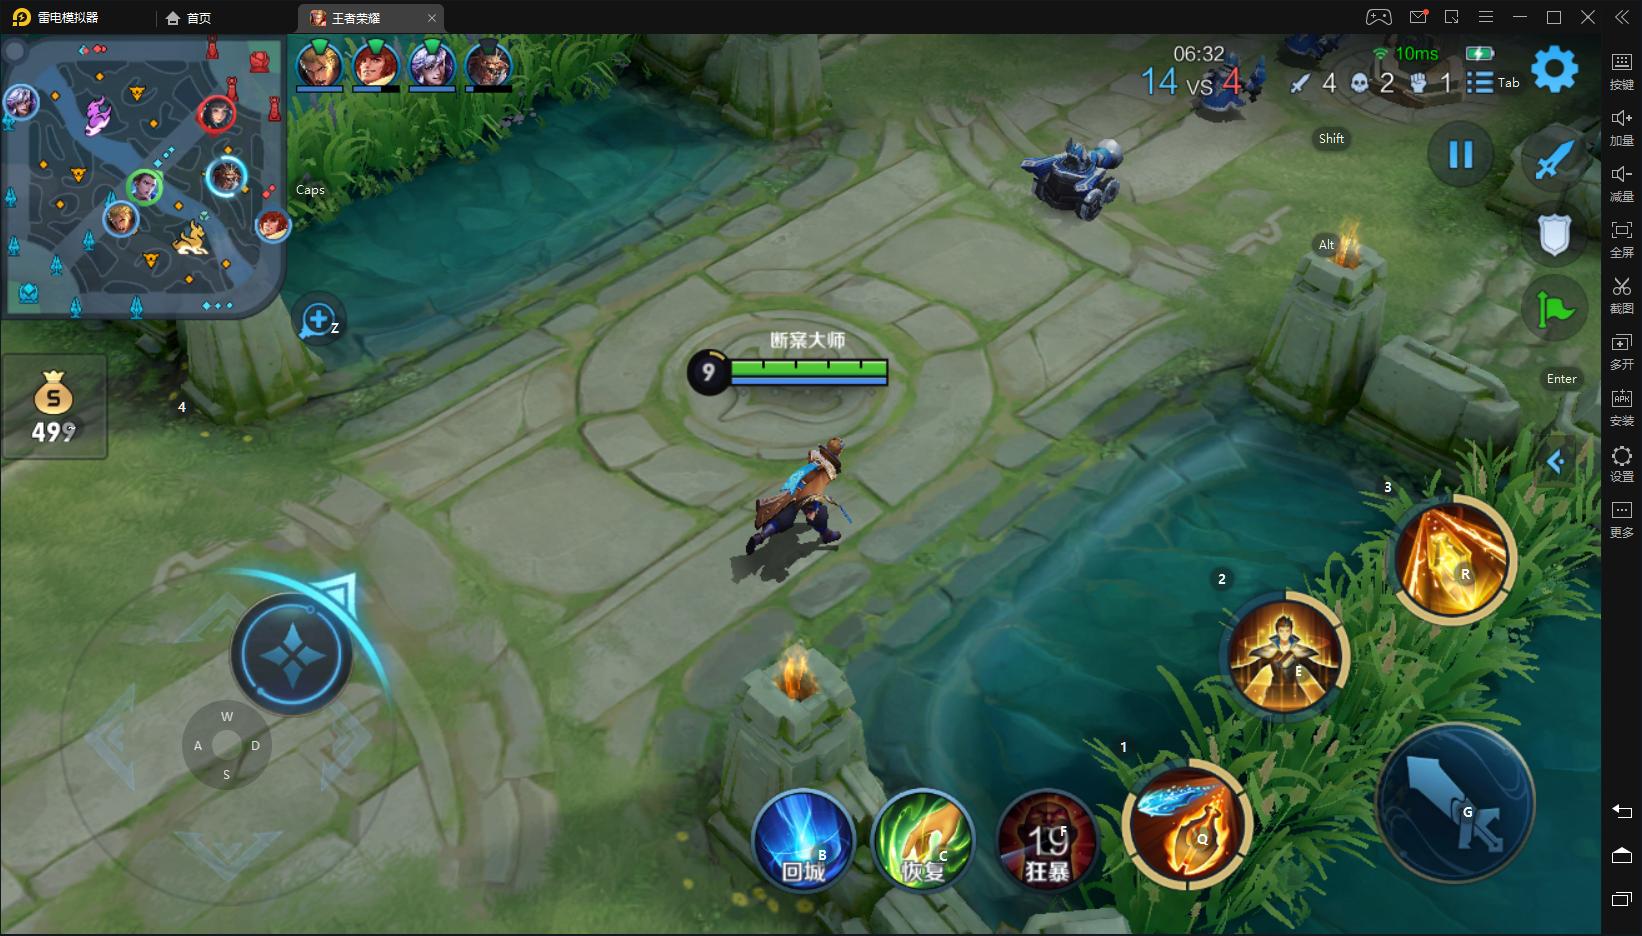 雷电模拟器
首页
王者荣耀
06:32
10ms
14 vs 4
4 2 1
Tab
Shift
Caps
Alt
Z
断案大师
9
S
499
4
Enter
3
R
2
E
W
A D
S
1
Q
G
B
回城
C
恢复
19
F
狂暴
按键
加量
减量
全屏
截图
多开
APK
安装
设置
更多